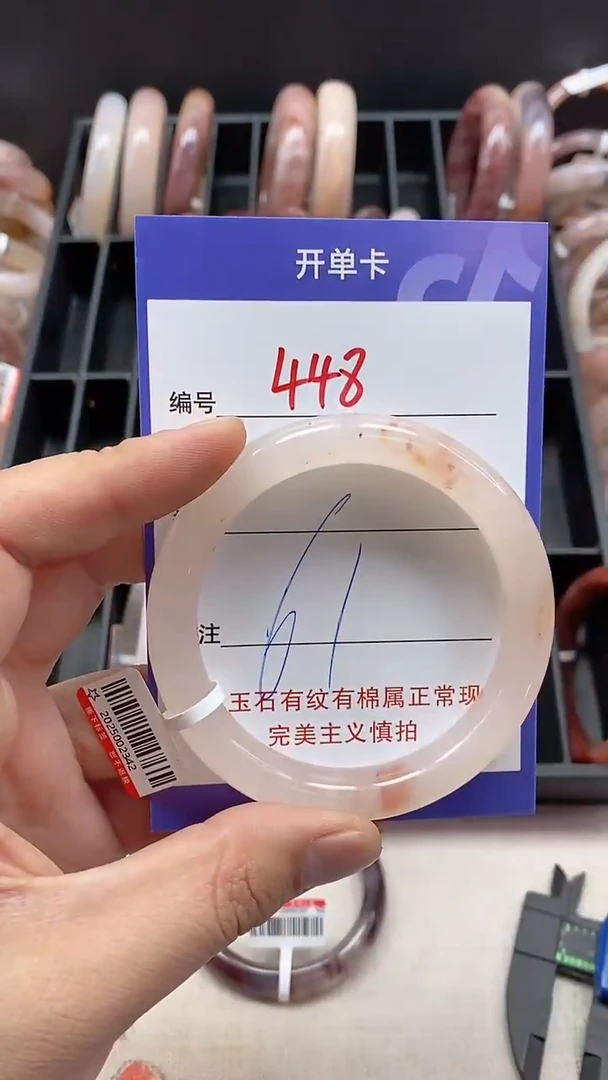 开单卡
编号 448
61
注
玉石有纹有棉属正常现
完美主义慎拍
2025002342